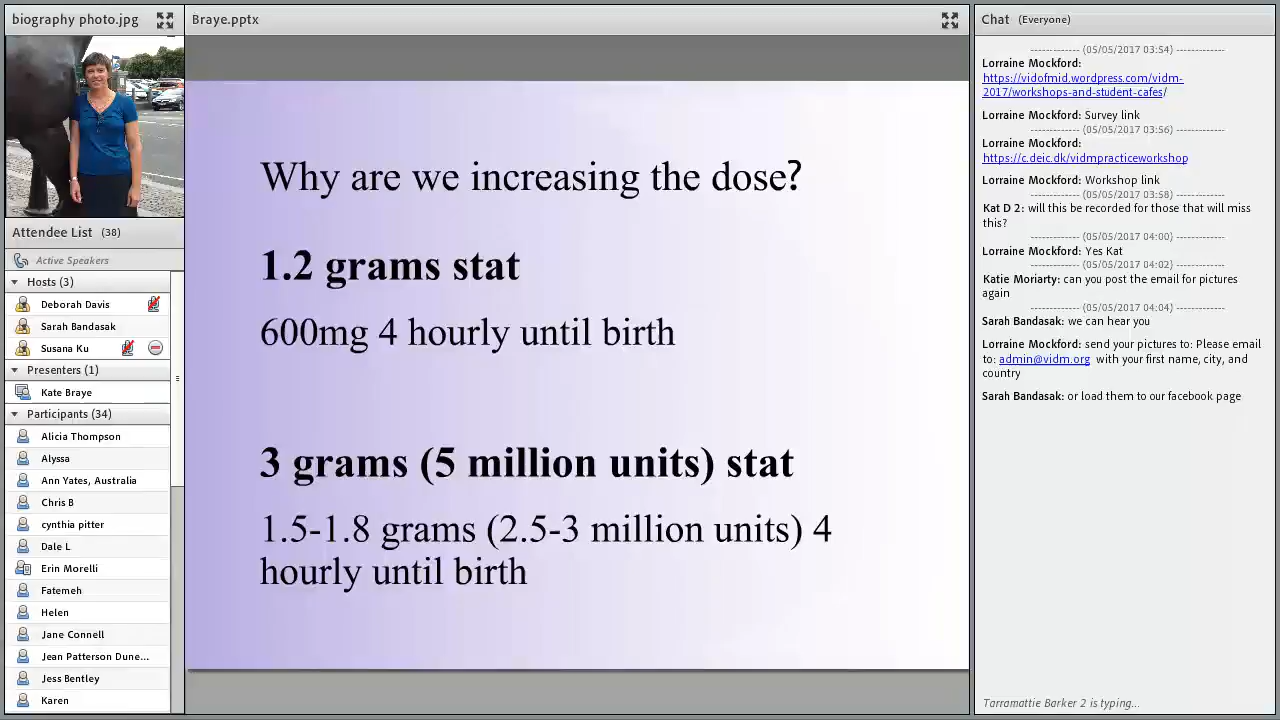 biography photo.jpg
Attendee List (38)
Active Speakers
Hosts (3)
Deborah Davis
Sarah Bandasak
Susana Ku
Presenters (1)
Kate Braye
Participants (34)
Alicia Thompson
Alyssa
Ann Yates, Australia
Chris B
cynthia pitter
Dale L
Erin Morelli
Fatemeh
Helen
Jane Connell
Jean Patterson Dune...
Jess Bentley
Karen
Braye.pptx
Why are we increasing the dose?
1.2 grams stat
600mg 4 hourly until birth
3 grams (5 million units) stat
1.5-1.8 grams (2.5-3 million units) 4
hourly until birth
Chat (Everyone)
------------- (05/05/2017 03:54) -------------
Lorraine Mockford:
https://vidofmid.wordpress.com/vidm-
2017/workshops-and-student-cafes/
Lorraine Mockford: Survey link
------------- (05/05/2017 03:56) -------------
Lorraine Mockford:
https://c.deic.dk/vidmpracticeworkshop
Lorraine Mockford: Workshop link
------------- (05/05/2017 03:58) -------------
Kat D 2: will this be recorded for those that will miss
this?
------------- (05/05/2017 04:00) -------------
Lorraine Mockford: Yes Kat
------------- (05/05/2017 04:02) -------------
Katie Moriarty: can you post the email for pictures
again
------------- (05/05/2017 04:04) -------------
Sarah Bandasak: we can hear you
Lorraine Mockford: send your pictures to: Please email
to: admin@vidm.org with your first name, city, and
country
Sarah Bandasak: or load them to our facebook page
Tarramattie Barker 2 is typing...